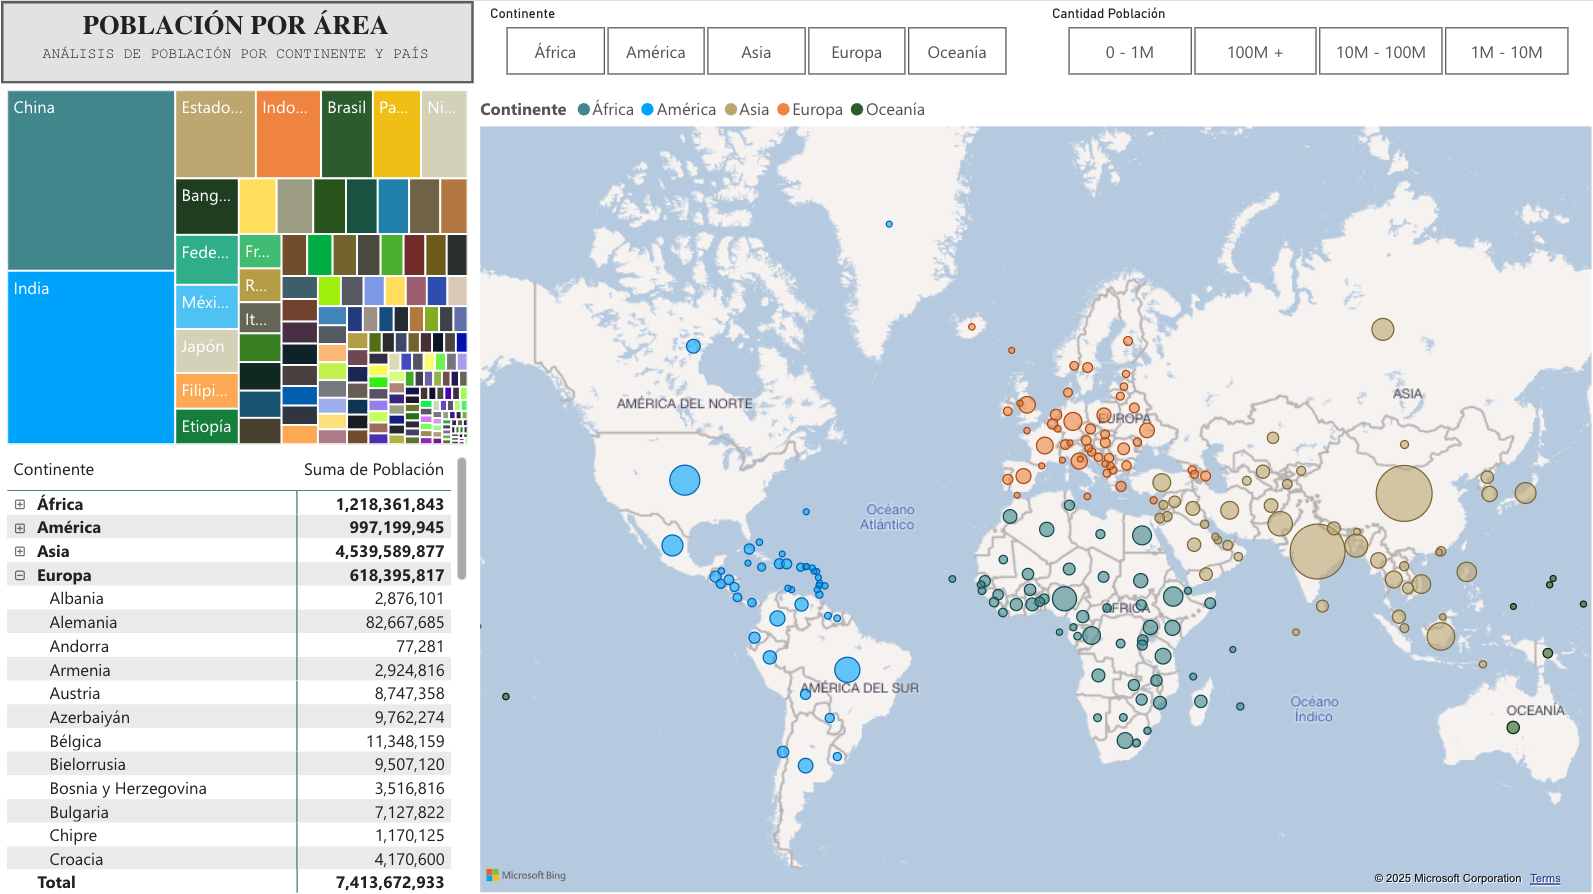 POBLACIÓN POR ÁREA
ANÁLISIS DE POBLACIÓN POR CONTINENTE Y PAÍS
Continente
África
América
Asia
Europa
Oceanía
Cantidad Población
0 - 1M
100M +
10M - 100M
1M - 10M
China
India
Estado...
Indo...
Brasil
Pa...
Ni...
Bang...
Fede...
Fr...
Méxi...
R...
It...
Japón
Filipi...
Etiopía
Continente África América Asia Europa Oceanía
AMÉRICA DEL NORTE
EUROPA
ASIA
Océano
Atlántico
ÁFRICA
AMÉRICA DEL SUR
Océano
Índico
OCEANÍA
Microsoft Bing
© 2025 Microsoft Corporation Terms
Continente Suma de Población
África 1,218,361,843
América 997,199,945
Asia 4,539,589,877
Europa 618,395,817
Albania 2,876,101
Alemania 82,667,685
Andorra 77,281
Armenia 2,924,816
Austria 8,747,358
Azerbaiyán 9,762,274
Bélgica 11,348,159
Bielorrusia 9,507,120
Bosnia y Herzegovina 3,516,816
Bulgaria 7,127,822
Chipre 1,170,125
Croacia 4,170,600
Total 7,413,672,933